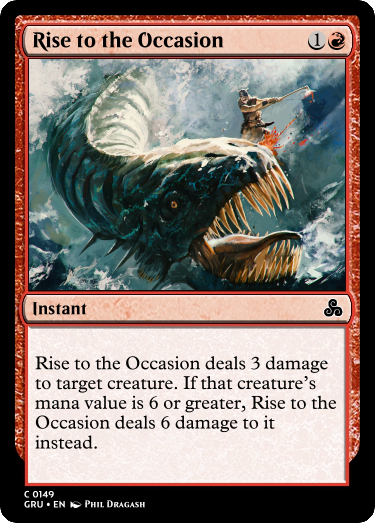 Rise to the Occasion 1
Instant
Rise to the Occasion deals 3 damage
to target creature. If that creature's
mana value is 6 or greater, Rise to the
Occasion deals 6 damage to it
instead.
C 0149
GRU • EN Phil Dragash